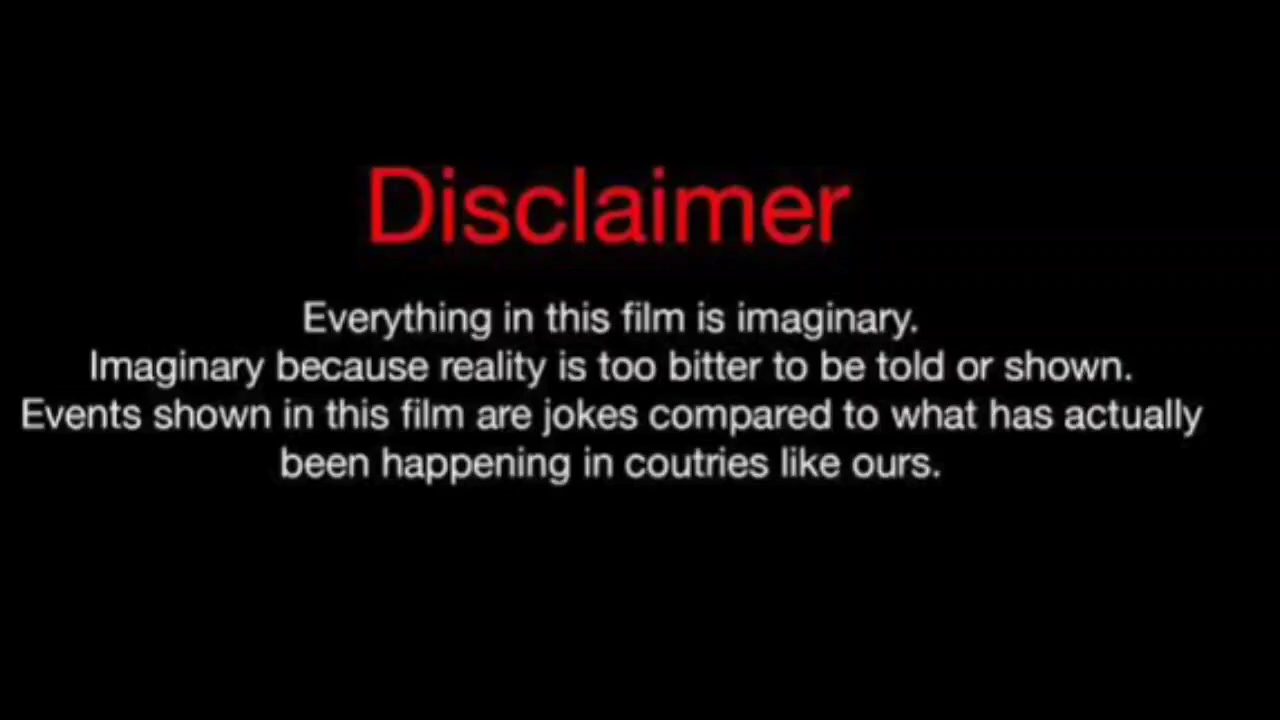 Disclaimer
Everything in this film is imaginary.
Imaginary because reality is too bitter to be told or shown.
Events shown in this film are jokes compared to what has actually
been happening in coutries like ours.